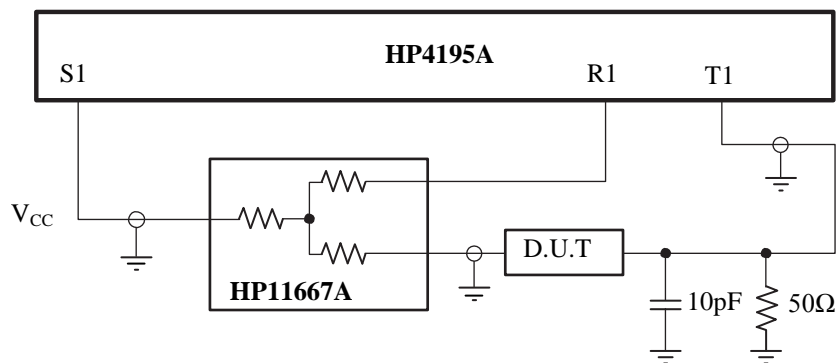 HP4195A
S1
R1
T1
V_CC
HP11667A
D.U.T
10pF
50Ω